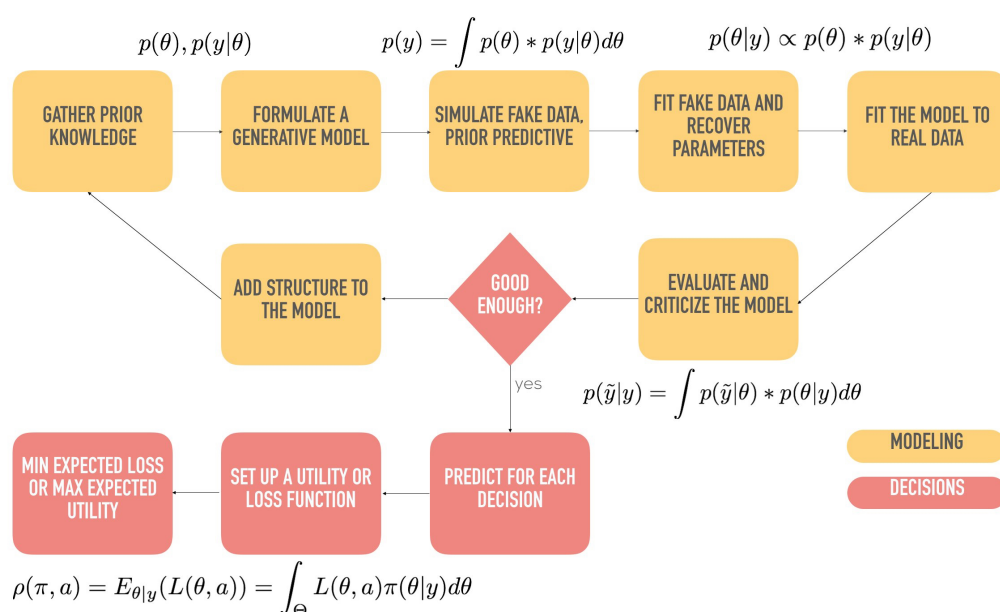 p(θ), p(y|θ)
p(y) = ∫ p(θ) * p(y|θ)dθ
p(θ|y) ∝ p(θ) * p(y|θ)
GATHER PRIOR
KNOWLEDGE
FORMULATE A
GENERATIVE MODEL
SIMULATE FAKE DATA,
PRIOR PREDICTIVE
FIT FAKE DATA AND
RECOVER
PARAMETERS
FIT THE MODEL TO
REAL DATA
ADD STRUCTURE TO
THE MODEL
GOOD
ENOUGH?
EVALUATE AND
CRITICIZE THE MODEL
yes
p(ỹ|y) = ∫ p(ỹ|θ) * p(θ|y)dθ
MIN EXPECTED LOSS
OR MAX EXPECTED
UTILITY
SET UP A UTILITY OR
LOSS FUNCTION
PREDICT FOR EACH
DECISION
MODELING
DECISIONS
ρ(π, a) = E_{θ|y}(L(θ, a)) = ∫_Θ L(θ, a)π(θ|y)dθ